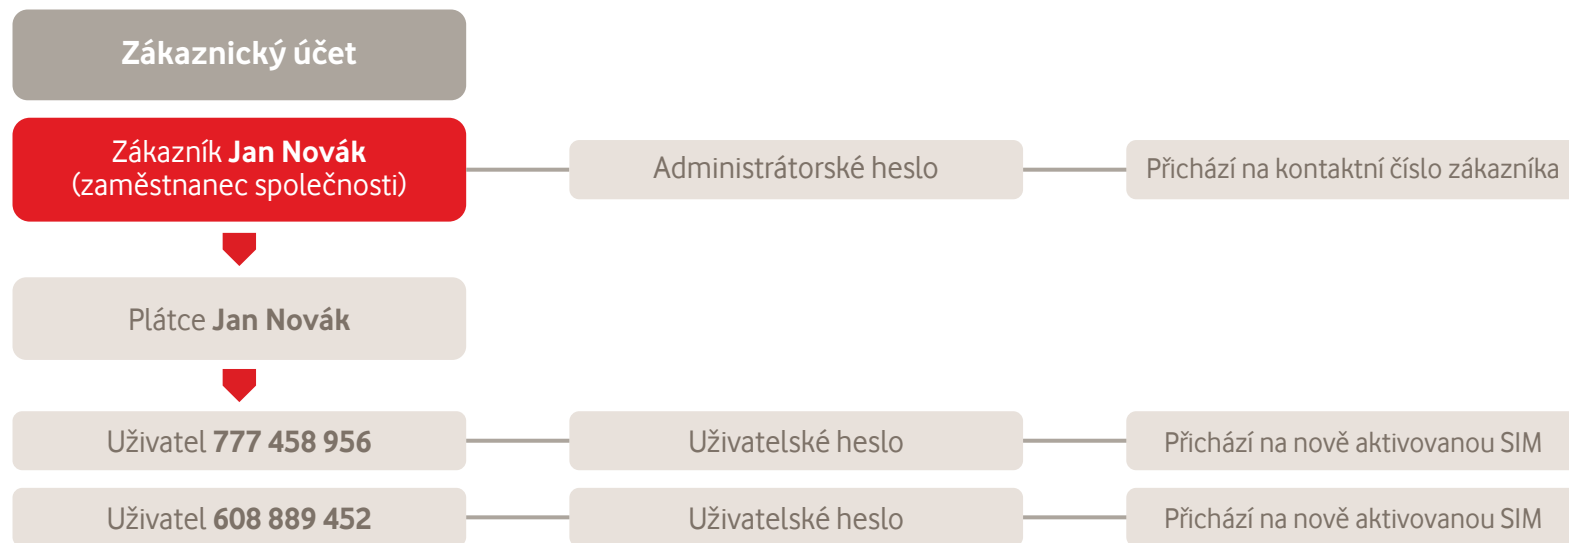 Zákaznický účet
Zákazník Jan Novák
(zaměstnanec společnosti)
Administrátorské heslo
Přichází na kontaktní číslo zákazníka
Plátce Jan Novák
Uživatel 777 458 956
Uživatelské heslo
Přichází na nově aktivovanou SIM
Uživatel 608 889 452
Uživatelské heslo
Přichází na nově aktivovanou SIM